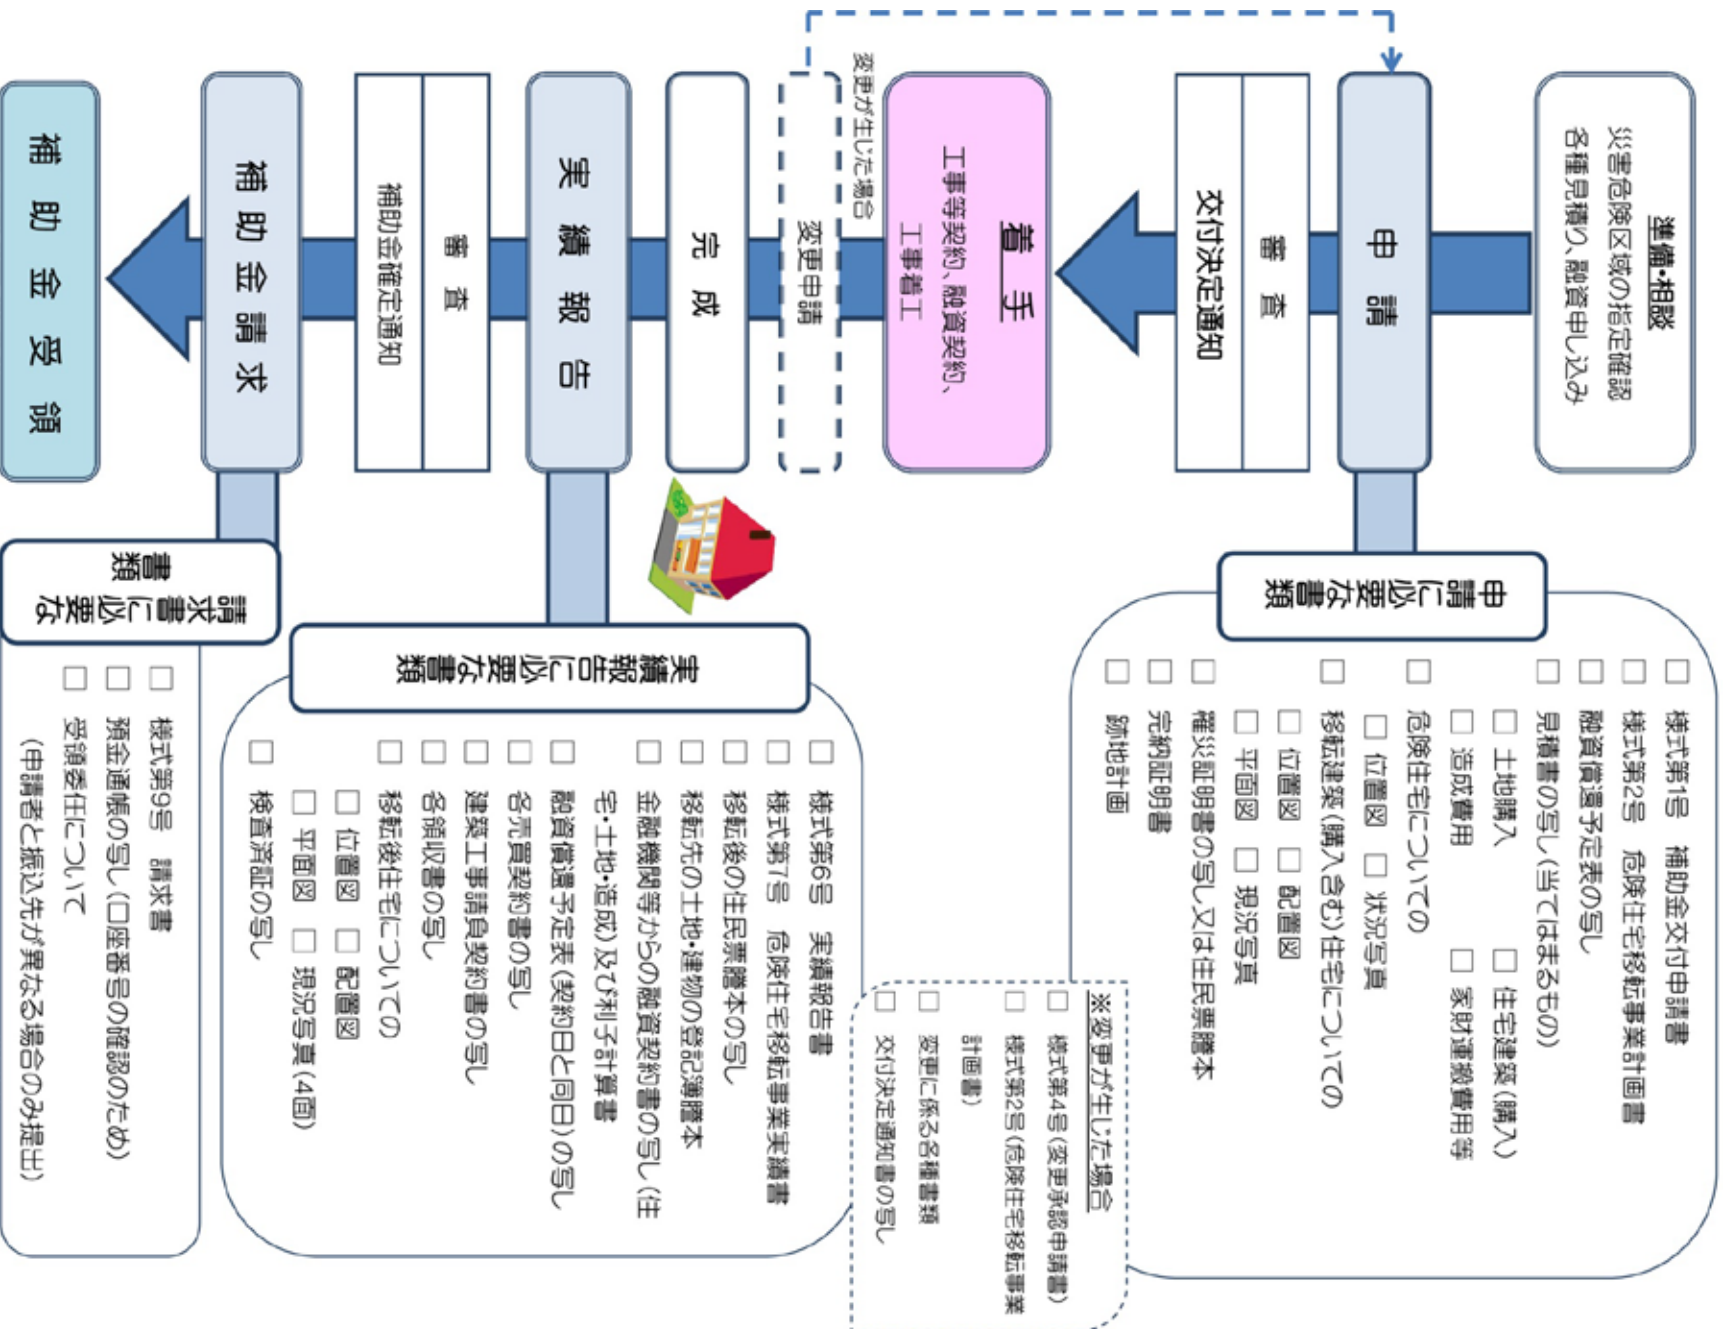 準備・相談
災害危険区域の指定確認
各種見積り、融資申し込み
申請
審査
交付決定通知
着手
工事等契約、融資契約、
工事着工
変更が生じた場合
変更申請
完成
実績報告
審査
補助金確定通知
補助金請求
補助金受領
申請に必要な書類
□ 様式第1号 補助金交付申請書
□ 様式第2号 危険住宅移転事業計画書
□ 融資償還予定表の写し
□ 見積書の写し(当てはまるもの)
□ 土地購入 □ 住宅建築(購入)
□ 造成費用 □ 家財運搬費用等
□ 危険住宅についての
□ 位置図 □ 状況写真
□ 移転建築(購入含む)住宅についての
□ 位置図 □ 配置図
□ 平面図 □ 現況写真
□ 罹災証明書の写し又は住民票謄本
□ 完納証明書
□ 跡地計画
※変更が生じた場合
□ 様式第4号(変更承認申請書)
□ 様式第2号(危険住宅移転事業
計画書)
□ 変更に係る各種書類
□ 交付決定通知書の写し
実績報告に必要な書類
□ 様式第6号 実績報告書
□ 様式第7号 危険住宅移転事業実績書
□ 移転後の住民票謄本の写し
□ 移転先の土地・建物の登記簿謄本
□ 金融機関等からの融資契約書の写し(住
宅・土地・造成)及び利子計算書
□ 融資償還予定表(契約日と同日)の写し
□ 各売買契約書の写し
□ 建築工事請負契約書の写し
□ 各領収書の写し
□ 移転後住宅についての
□ 位置図 □ 配置図
□ 平面図 □ 現況写真(4面)
□ 検査済証の写し
請求書に必要な
書類
□ 様式第9号 請求書
□ 預金通帳の写し(口座番号の確認のため)
□ 受領委任について
(申請者と振込先が異なる場合のみ提出)